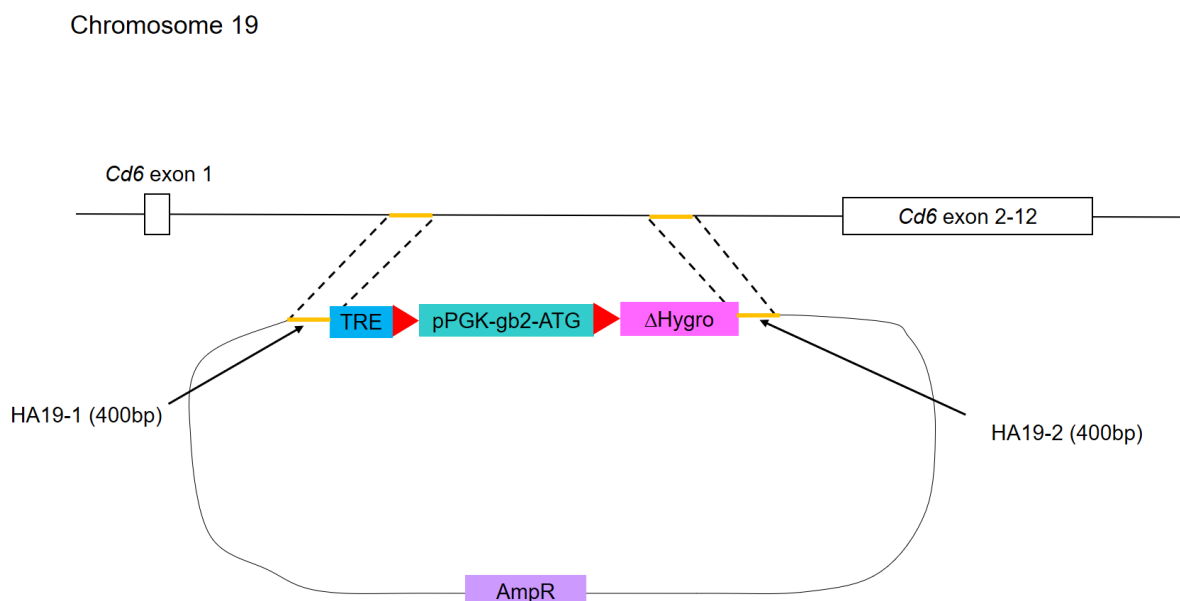 Chromosome 19
Cd6 exon 1
Cd6 exon 2-12
TRE
pPGK-gb2-ATG
ΔHygro
HA19-1 (400bp)
HA19-2 (400bp)
AmpR